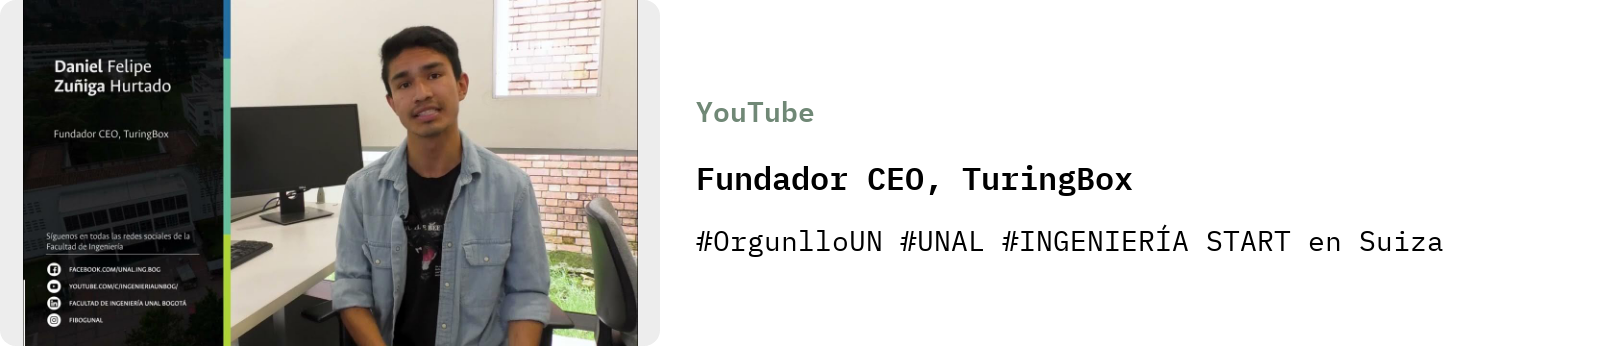 Daniel Felipe
Zuñiga Hurtado
Fundador CEO, TuringBox
Síguenos en todas las redes sociales de la
Facultad de Ingeniería
FACEBOOK.COM/UNAL.ING.BOG
YOUTUBE.COM/C/INGENIERIAUNBOG/
FACULTAD DE INGENIERÍA UNAL BOGOTÁ
FIBOGUNAL
YouTube
Fundador CEO, TuringBox
#OrgunlloUN #UNAL #INGENIERÍA START en Suiza